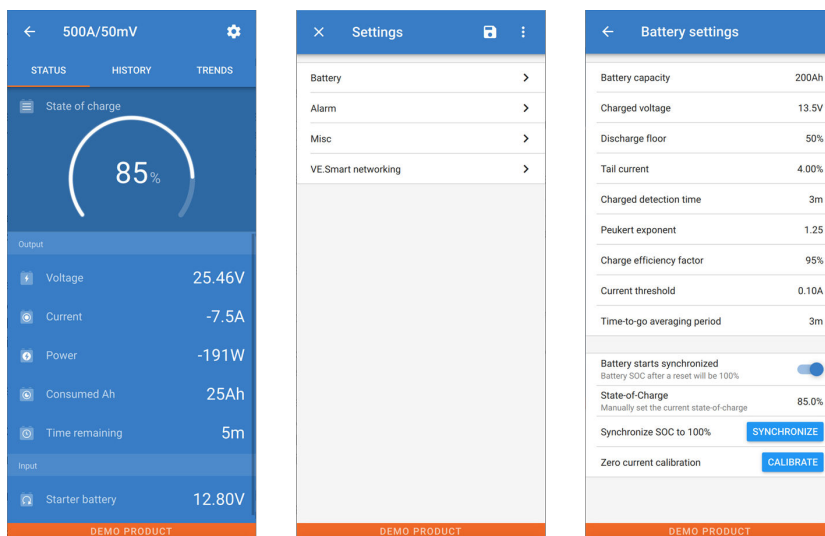 500A/50mV
STATUS HISTORY TRENDS
State of charge
85%
Output
Voltage 25.46V
Current -7.5A
Power -191W
Consumed Ah 25Ah
Time remaining 5m
Input
Starter battery 12.80V
DEMO PRODUCT
Settings
Battery
Alarm
Misc
VE.Smart networking
DEMO PRODUCT
Battery settings
Battery capacity 200Ah
Charged voltage 13.5V
Discharge floor 50%
Tail current 4.00%
Charged detection time 3m
Peukert exponent 1.25
Charge efficiency factor 95%
Current threshold 0.10A
Time-to-go averaging period 3m
Battery starts synchronized
Battery SOC after a reset will be 100%
State-of-Charge 85.0%
Manually set the current state-of-charge
Synchronize SOC to 100% SYNCHRONIZE
Zero current calibration CALIBRATE
DEMO PRODUCT